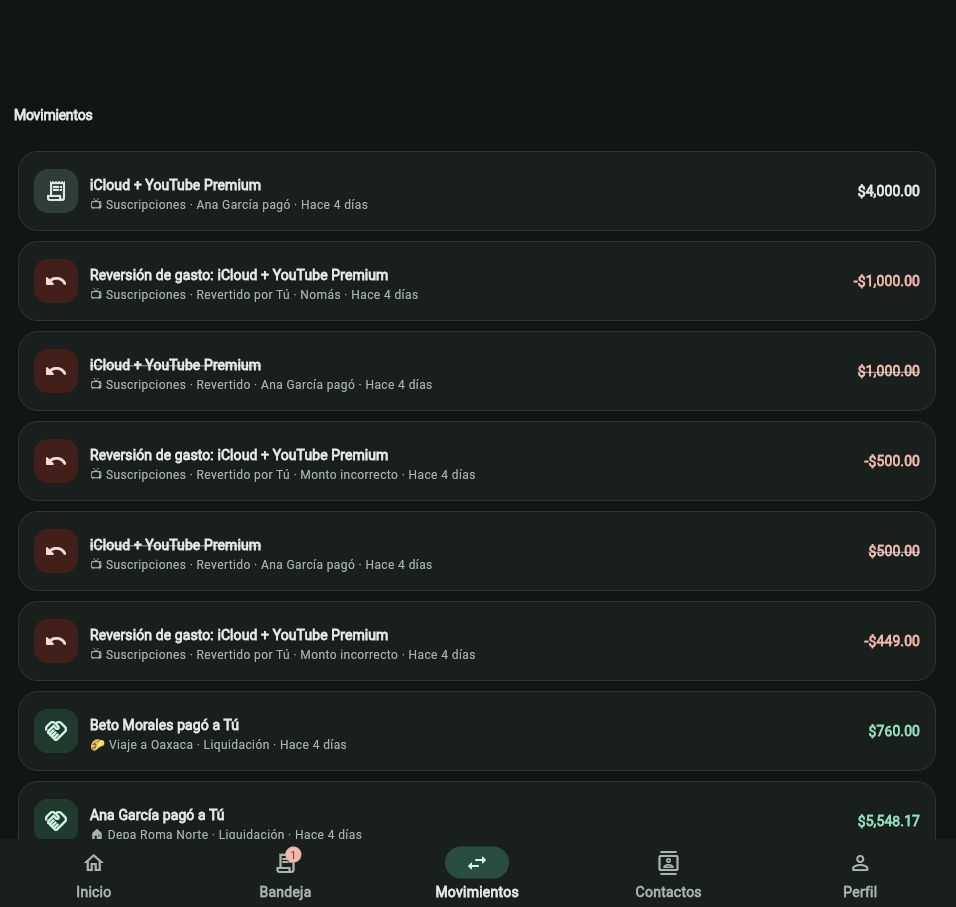 Movimientos
iCloud + YouTube Premium
Suscripciones · Ana García pagó · Hace 4 días
$4,000.00
Reversión de gasto: iCloud + YouTube Premium
Suscripciones · Revertido por Tú · Nomás · Hace 4 días
-$1,000.00
iCloud + YouTube Premium
Suscripciones · Revertido · Ana García pagó · Hace 4 días
$1,000.00
Reversión de gasto: iCloud + YouTube Premium
Suscripciones · Revertido por Tú · Monto incorrecto · Hace 4 días
-$500.00
iCloud + YouTube Premium
Suscripciones · Revertido · Ana García pagó · Hace 4 días
$500.00
Reversión de gasto: iCloud + YouTube Premium
Suscripciones · Revertido por Tú · Monto incorrecto · Hace 4 días
-$449.00
Beto Morales pagó a Tú
Viaje a Oaxaca · Liquidación · Hace 4 días
$760.00
Ana García pagó a Tú
Depa Roma Norte · Liquidación · Hace 4 días
$5,548.17
1
Inicio
Bandeja
Movimientos
Contactos
Perfil